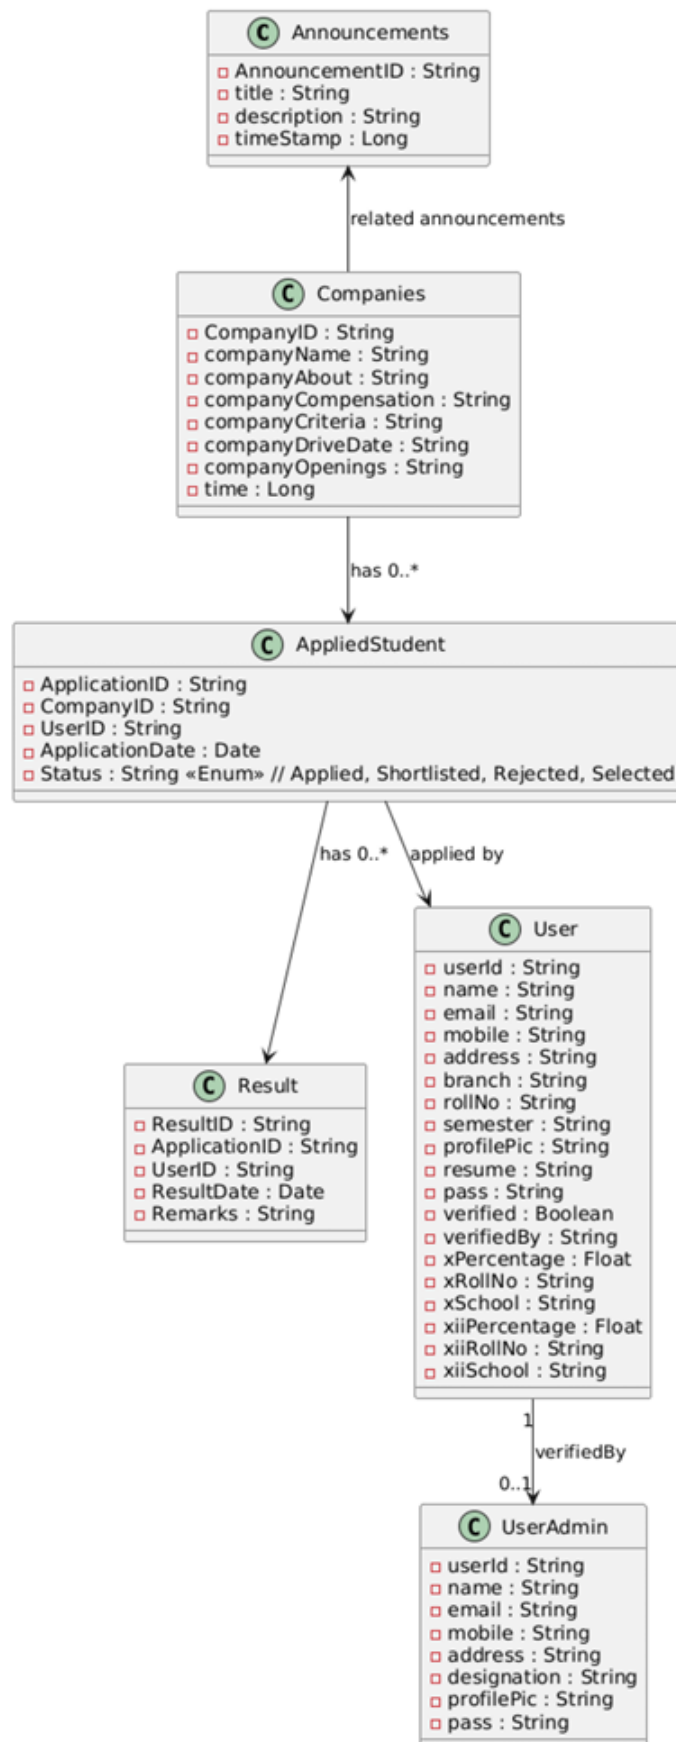 C Announcements
AnnouncementID : String
title : String
description : String
timeStamp : Long
related announcements
C Companies
CompanyID : String
companyName : String
companyAbout : String
companyCompensation : String
companyCriteria : String
companyDriveDate : String
companyOpenings : String
time : Long
has 0..*
C AppliedStudent
ApplicationID : String
CompanyID : String
UserID : String
ApplicationDate : Date
Status : String «Enum» // Applied, Shortlisted, Rejected, Selected
has 0..*
applied by
C User
userId : String
name : String
email : String
mobile : String
address : String
branch : String
rollNo : String
semester : String
profilePic : String
resume : String
pass : String
verified : Boolean
verifiedBy : String
xPercentage : Float
xRollNo : String
xSchool : String
xiiPercentage : Float
xiiRollNo : String
xiiSchool : String
C Result
ResultID : String
ApplicationID : String
UserID : String
ResultDate : Date
Remarks : String
1
verifiedBy
0..1
C UserAdmin
userId : String
name : String
email : String
mobile : String
address : String
designation : String
profilePic : String
pass : String